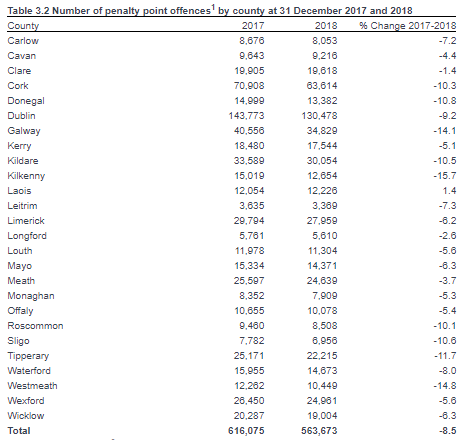 Table 3.2 Number of penalty point offences¹ by county at 31 December 2017 and 2018
County 2017 2018 % Change 2017-2018
Carlow 8,676 8,053 -7.2
Cavan 9,643 9,216 -4.4
Clare 19,905 19,618 -1.4
Cork 70,908 63,614 -10.3
Donegal 14,999 13,382 -10.8
Dublin 143,773 130,478 -9.2
Galway 40,556 34,829 -14.1
Kerry 18,480 17,544 -5.1
Kildare 33,589 30,054 -10.5
Kilkenny 15,019 12,654 -15.7
Laois 12,054 12,226 1.4
Leitrim 3,635 3,369 -7.3
Limerick 29,794 27,959 -6.2
Longford 5,761 5,610 -2.6
Louth 11,978 11,304 -5.6
Mayo 15,334 14,371 -6.3
Meath 25,597 24,639 -3.7
Monaghan 8,352 7,909 -5.3
Offaly 10,655 10,078 -5.4
Roscommon 9,460 8,508 -10.1
Sligo 7,782 6,956 -10.6
Tipperary 25,171 22,215 -11.7
Waterford 15,955 14,673 -8.0
Westmeath 12,262 10,449 -14.8
Wexford 26,450 24,961 -5.6
Wicklow 20,287 19,004 -6.3
Total 616,075 563,673 -8.5